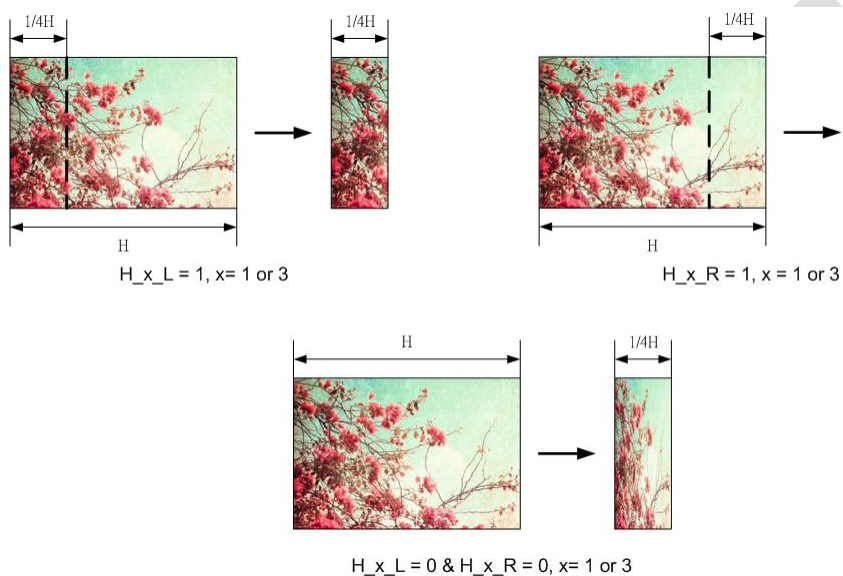 1/4H
1/4H
1/4H
H
H
H_x_L = 1, x= 1 or 3
H_x_R = 1, x = 1 or 3
H
1/4H
H_x_L = 0 & H_x_R = 0, x= 1 or 3